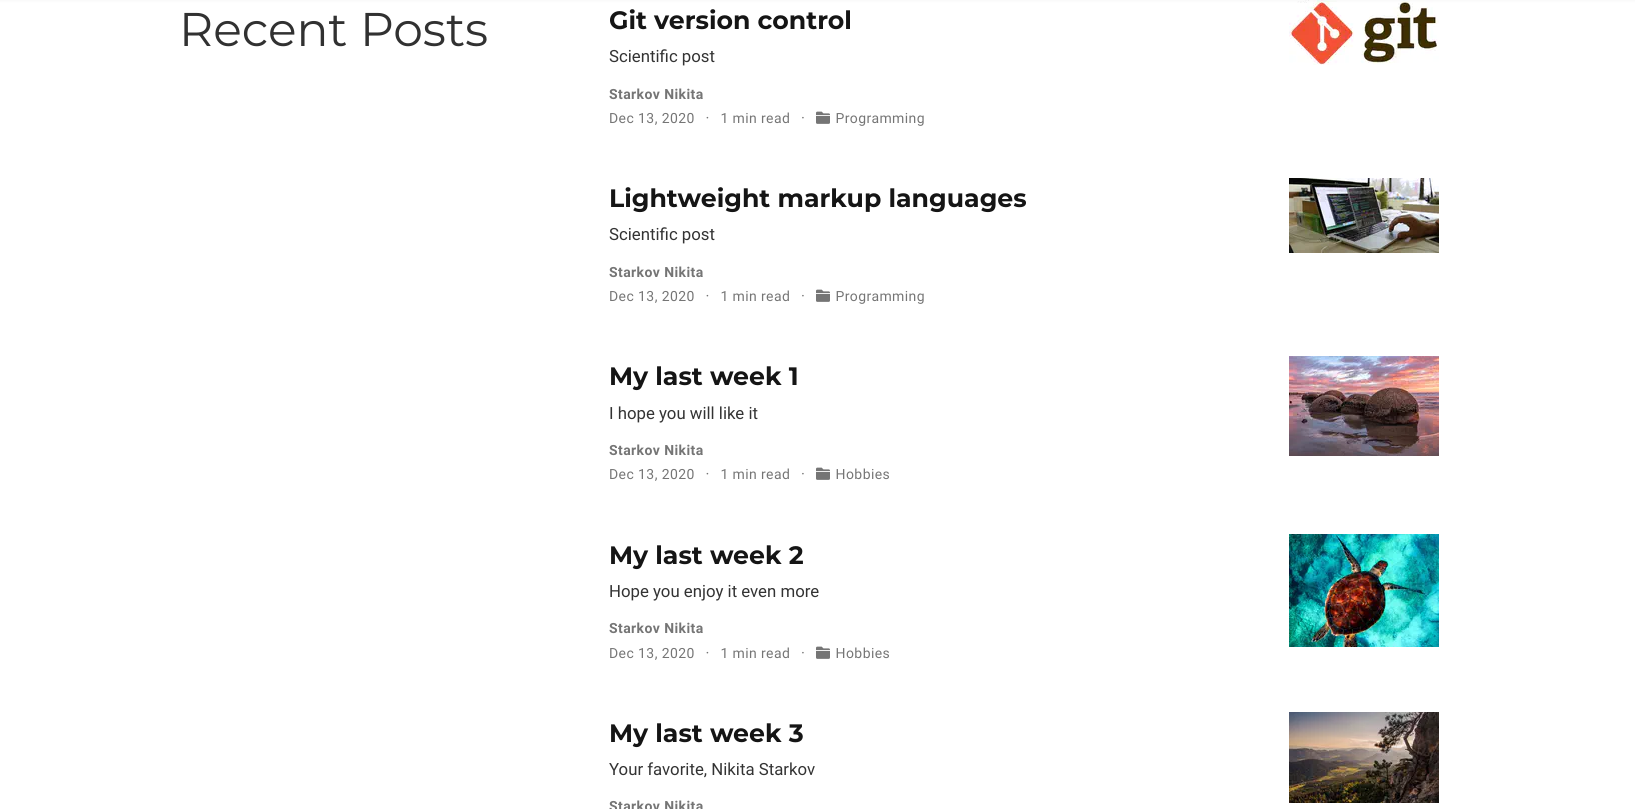 Recent Posts
Git version control
Scientific post
Starkov Nikita
Dec 13, 2020 · 1 min read · Programming
git
Lightweight markup languages
Scientific post
Starkov Nikita
Dec 13, 2020 · 1 min read · Programming
My last week 1
I hope you will like it
Starkov Nikita
Dec 13, 2020 · 1 min read · Hobbies
My last week 2
Hope you enjoy it even more
Starkov Nikita
Dec 13, 2020 · 1 min read · Hobbies
My last week 3
Your favorite, Nikita Starkov
Starkov Nikita